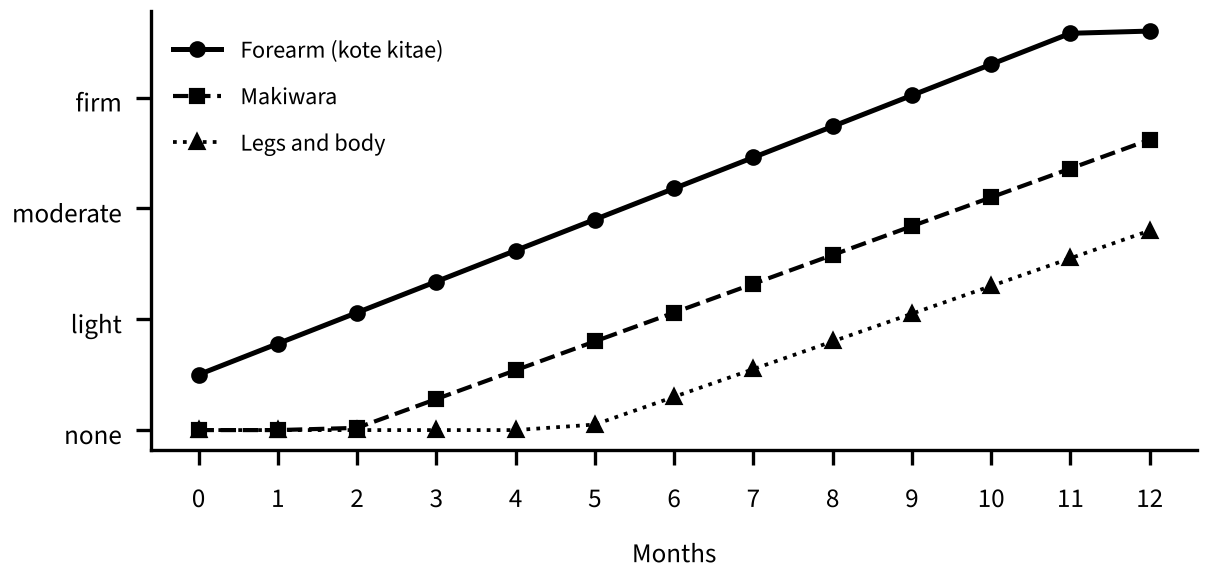 Forearm (kote kitae)
Makiwara
Legs and body
firm
moderate
light
none
0 1 2 3 4 5 6 7 8 9 10 11 12
Months